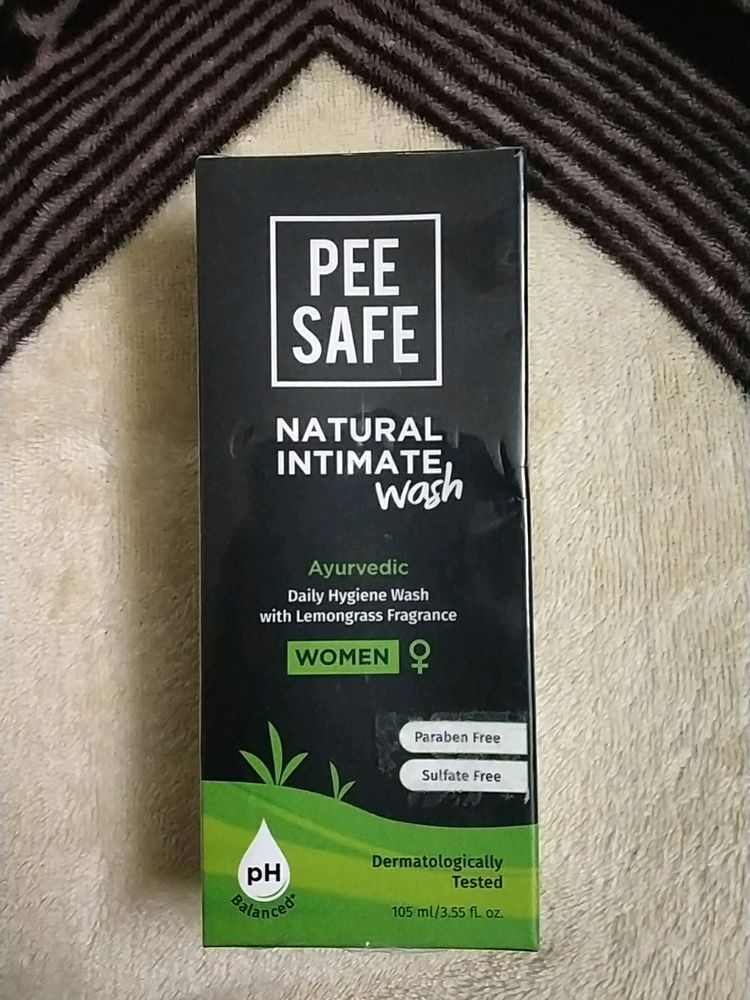 PEE
SAFE
NATURAL
INTIMATE
wash
Ayurvedic
Daily Hygiene Wash
with Lemongrass Fragrance
WOMEN
Paraben Free
Sulfate Free
pH
Balanced*
Dermatologically
Tested
105 ml/3.55 fl. oz.